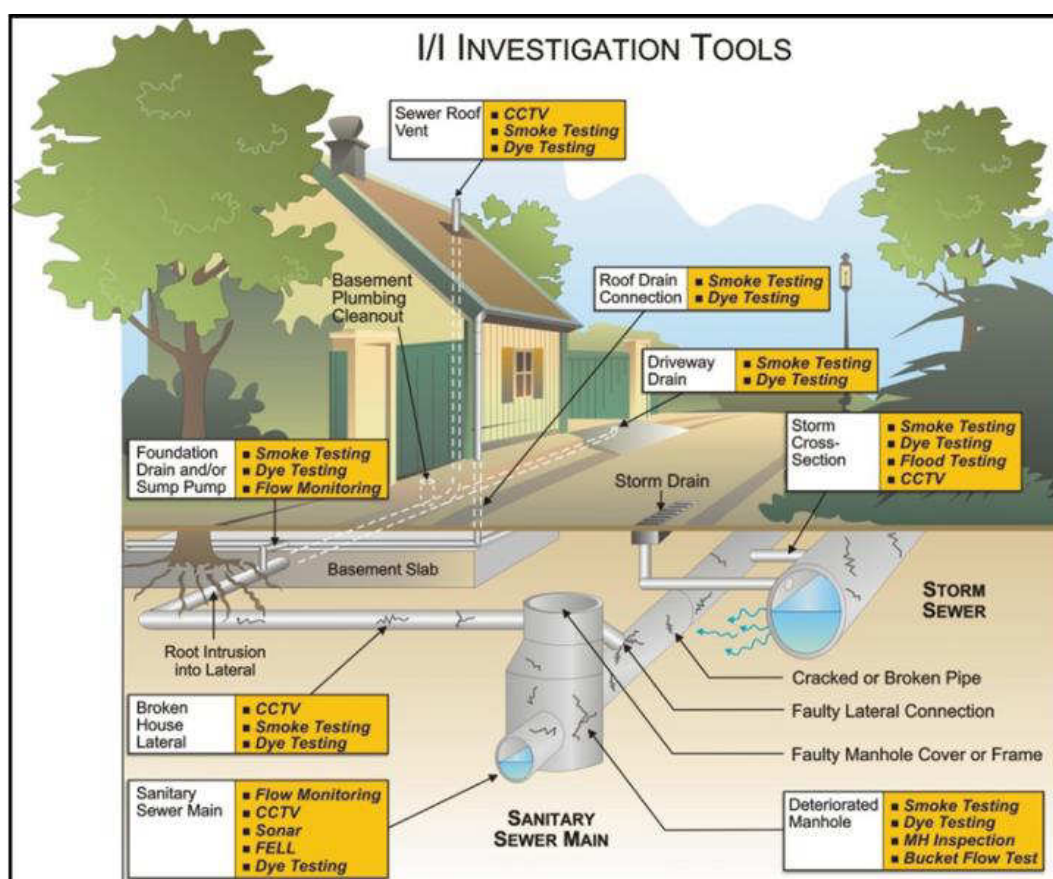 I/I INVESTIGATION TOOLS
Sewer Roof
Vent
▪ CCTV
▪ Smoke Testing
▪ Dye Testing
Basement
Plumbing
Cleanout
Roof Drain
Connection
▪ Smoke Testing
▪ Dye Testing
Driveway
Drain
▪ Smoke Testing
▪ Dye Testing
Foundation
Drain and/or
Sump Pump
▪ Smoke Testing
▪ Dye Testing
▪ Flow Monitoring
Storm
Cross-
Section
▪ Smoke Testing
▪ Dye Testing
▪ Flood Testing
▪ CCTV
Storm Drain
Basement Slab
STORM
SEWER
Root Intrusion
into Lateral
Cracked or Broken Pipe
Faulty Lateral Connection
Faulty Manhole Cover or Frame
Broken
House
Lateral
▪ CCTV
▪ Smoke Testing
▪ Dye Testing
Sanitary
Sewer Main
▪ Flow Monitoring
▪ CCTV
▪ Sonar
▪ FELL
▪ Dye Testing
SANITARY
SEWER MAIN
Deteriorated
Manhole
▪ Smoke Testing
▪ Dye Testing
▪ MH Inspection
▪ Bucket Flow Test